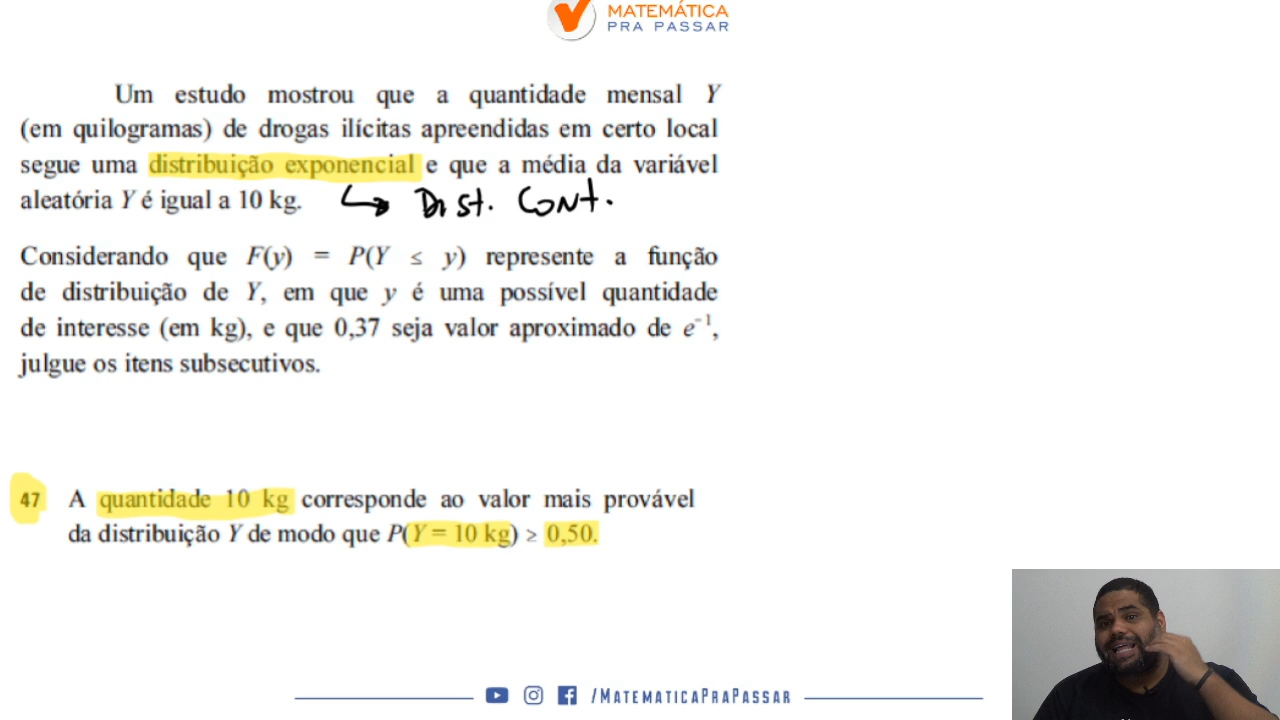 MATEMÁTICA
PRA PASSAR
Um estudo mostrou que a quantidade mensal Y
(em quilogramas) de drogas ilícitas apreendidas em certo local
segue uma distribuição exponencial e que a média da variável
aleatória Y é igual a 10 kg.
Dist. Cont.
Considerando que F(y) = P(Y ≤ y) represente a função
de distribuição de Y, em que y é uma possível quantidade
de interesse (em kg), e que 0,37 seja valor aproximado de e⁻¹,
julgue os itens subsecutivos.
47 A quantidade 10 kg corresponde ao valor mais provável
da distribuição Y de modo que P(Y = 10 kg) ≥ 0,50.
/MATEMATICAPRAPASSAR